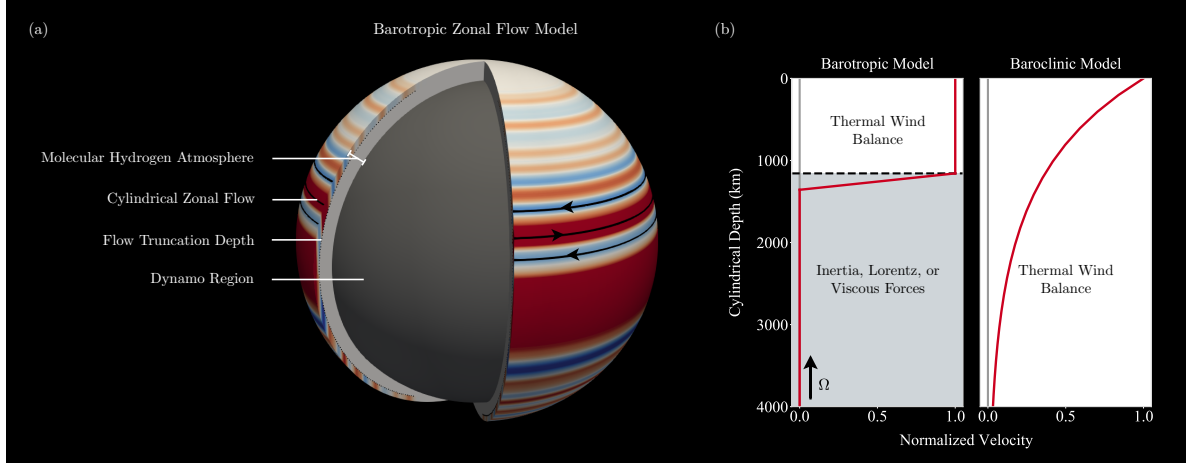 (a)
Barotropic Zonal Flow Model
Molecular Hydrogen Atmosphere
Cylindrical Zonal Flow
Flow Truncation Depth
Dynamo Region
(b)
Barotropic Model
Baroclinic Model
Cylindrical Depth (km)
0
1000
2000
3000
4000
Thermal Wind
Balance
Inertia, Lorentz, or
Viscous Forces
Ω
Thermal Wind
Balance
0.0
0.5
1.0
0.0
0.5
1.0
Normalized Velocity